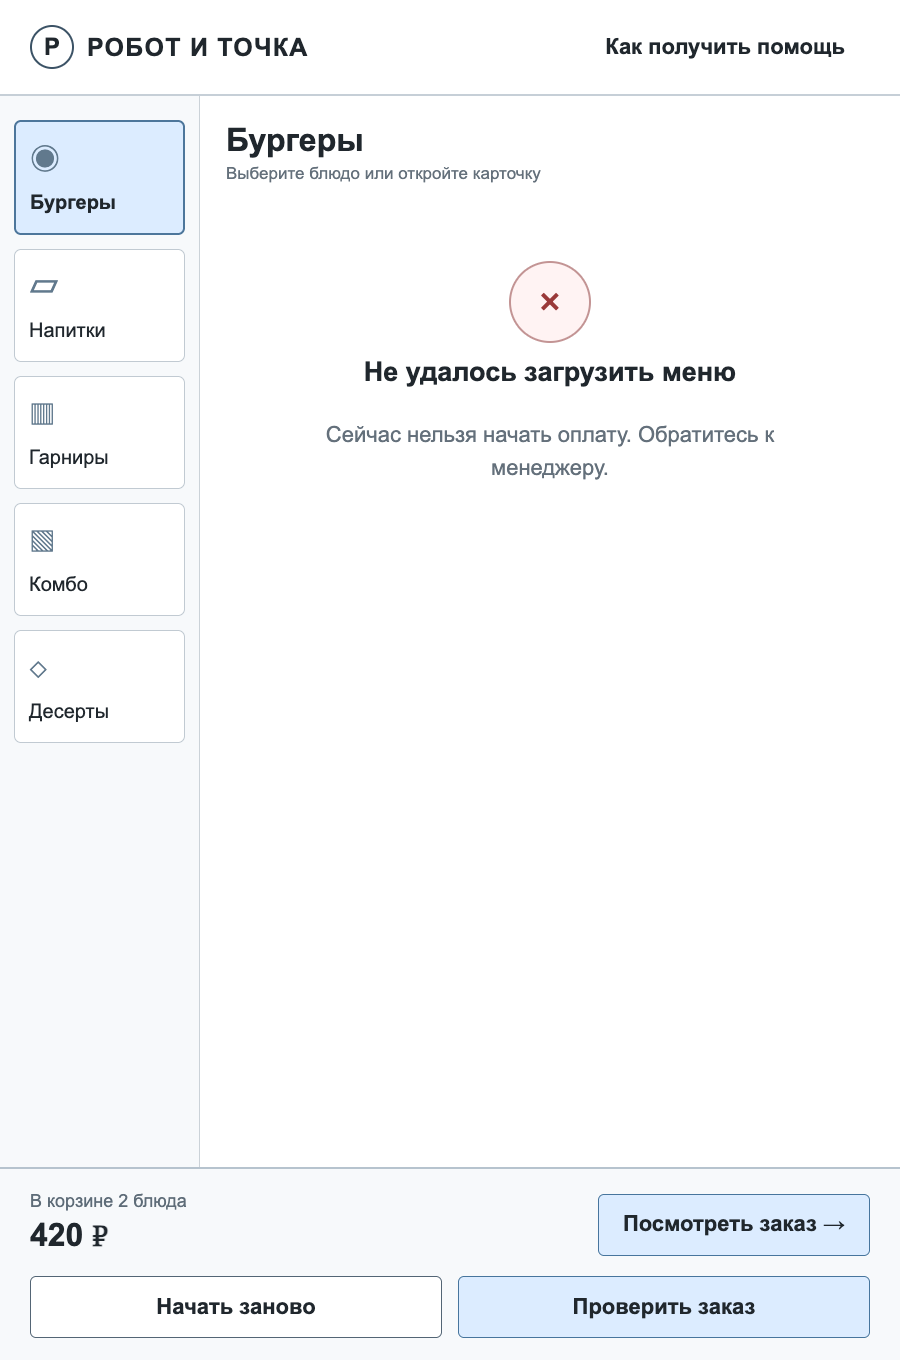 Р РОБОТ И ТОЧКА
Как получить помощь
Бургеры
Напитки
Гарниры
Комбо
Десерты
Бургеры
Выберите блюдо или откройте карточку
Не удалось загрузить меню
Сейчас нельзя начать оплату. Обратитесь к
менеджеру.
В корзине 2 блюда
420 ₽
Посмотреть заказ →
Начать заново
Проверить заказ